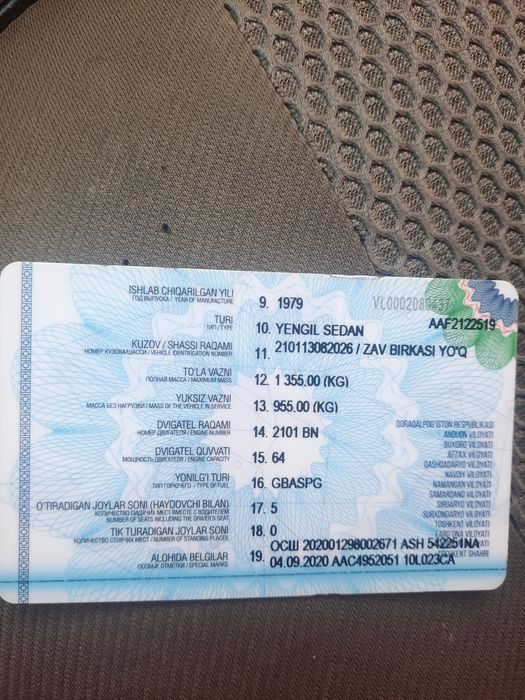 ISHLAB CHIQARILGAN YILI
ГОД ВЫПУСКА / YEAR OF MANUFACTURE
9. 1979
VL0002089437
AAF2122519
TURI
ТИП / TYPE
10. YENGIL SEDAN
KUZOV / SHASSI RAQAMI
НОМЕР КУЗОВА/ШАССИ / VEHICLE IDENTIFICATION NUMBER
11. 210113082026 / ZAV BIRKASI YO'Q
TO'LA VAZNI
ПОЛНАЯ МАССА / MAXIMUM MASS
12. 1 355.00 (KG)
YUKSIZ VAZNI
МАССА БЕЗ НАГРУЗКИ / MASS OF THE VEHICLE IN SERVICE
13. 955.00 (KG)
DVIGATEL RAQAMI
НОМЕР ДВИГАТЕЛЯ / ENGINE NUMBER
14. 2101 BN
DVIGATEL QUVVATI
МОЩНОСТЬ ДВИГАТЕЛЯ / ENGINE CAPACITY
15. 64
YONILG'I TURI
ТИП ГОРЮЧЕГО / TYPE OF FUEL
16. GBASPG
O'TIRADIGAN JOYLAR SONI (HAYDOVCHI BILAN)
КОЛИЧЕСТВО СИДЯЧИХ МЕСТ ВМЕСТЕ С ВОДИТЕЛЕМ
NUMBER OF SEATS INCLUDING THE DRIVER'S SEAT
17. 5
TIK TURADIGAN JOYLAR SONI
КОЛИЧЕСТВО СТОЯЧИХ МЕСТ / NUMBER OF STANDING PLACES
18. 0
ALOHIDA BELGILAR
ОСОБЫЕ ОТМЕТКИ / SPECIAL MARKS
19. ОСШ 202001298002671 ASH 542251NA
04.09.2020 AAC4952051 10L023CA
QORAQALPOG'ISTON RESPUBLIKASI
ANDIJON VILOYATI
BUXORO VILOYATI
JIZZAX VILOYATI
QASHQADARYO VILOYATI
NAVOIY VILOYATI
NAMANGAN VILOYATI
SAMARQAND VILOYATI
SIRDARYO VILOYATI
SURXONDARYO VILOYATI
TOSHKENT VILOYATI
FARG'ONA VILOYATI
TOSHKENT SHAHRI